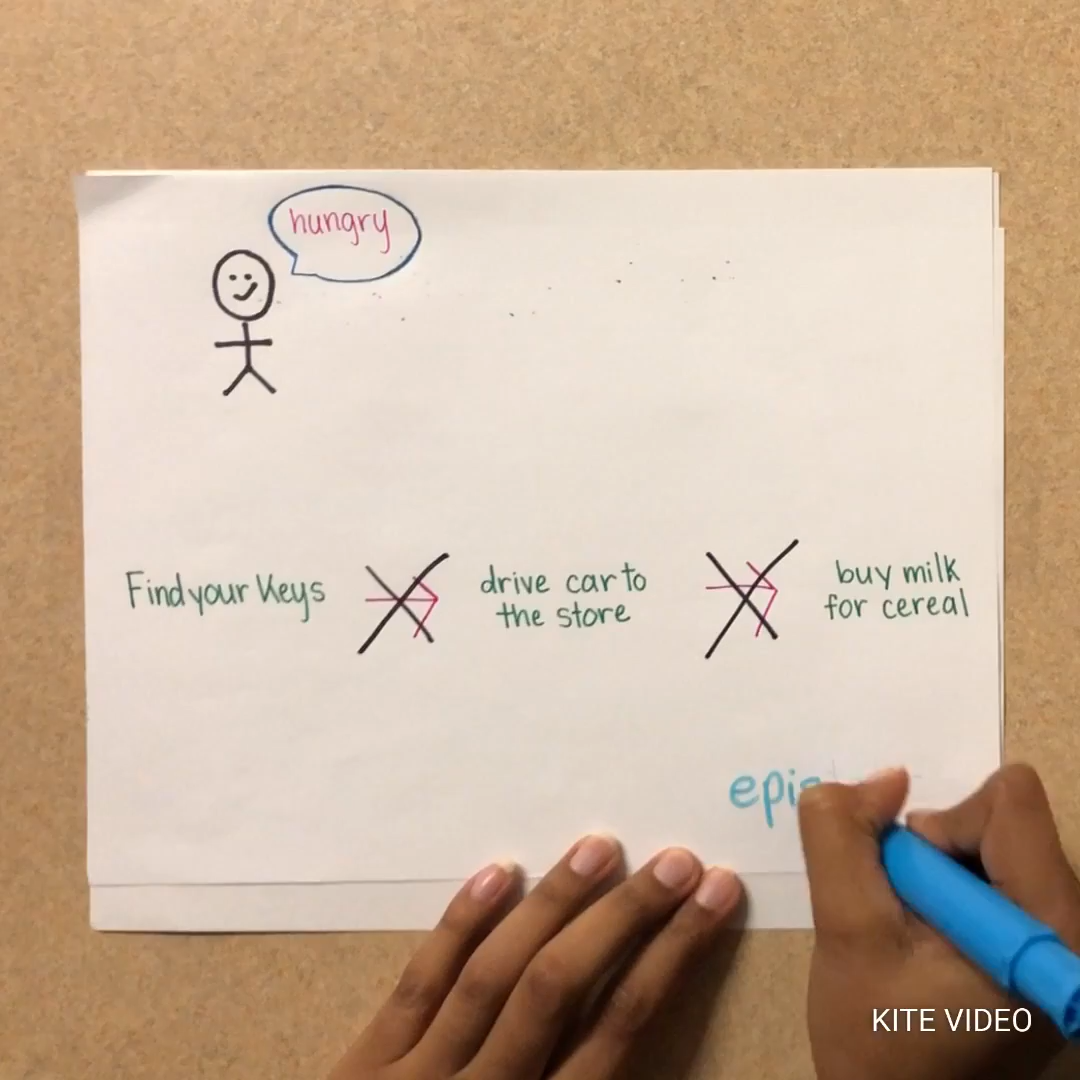 hungry
Find your Keys
drive car to
the store
buy milk
for cereal
KITE VIDEO